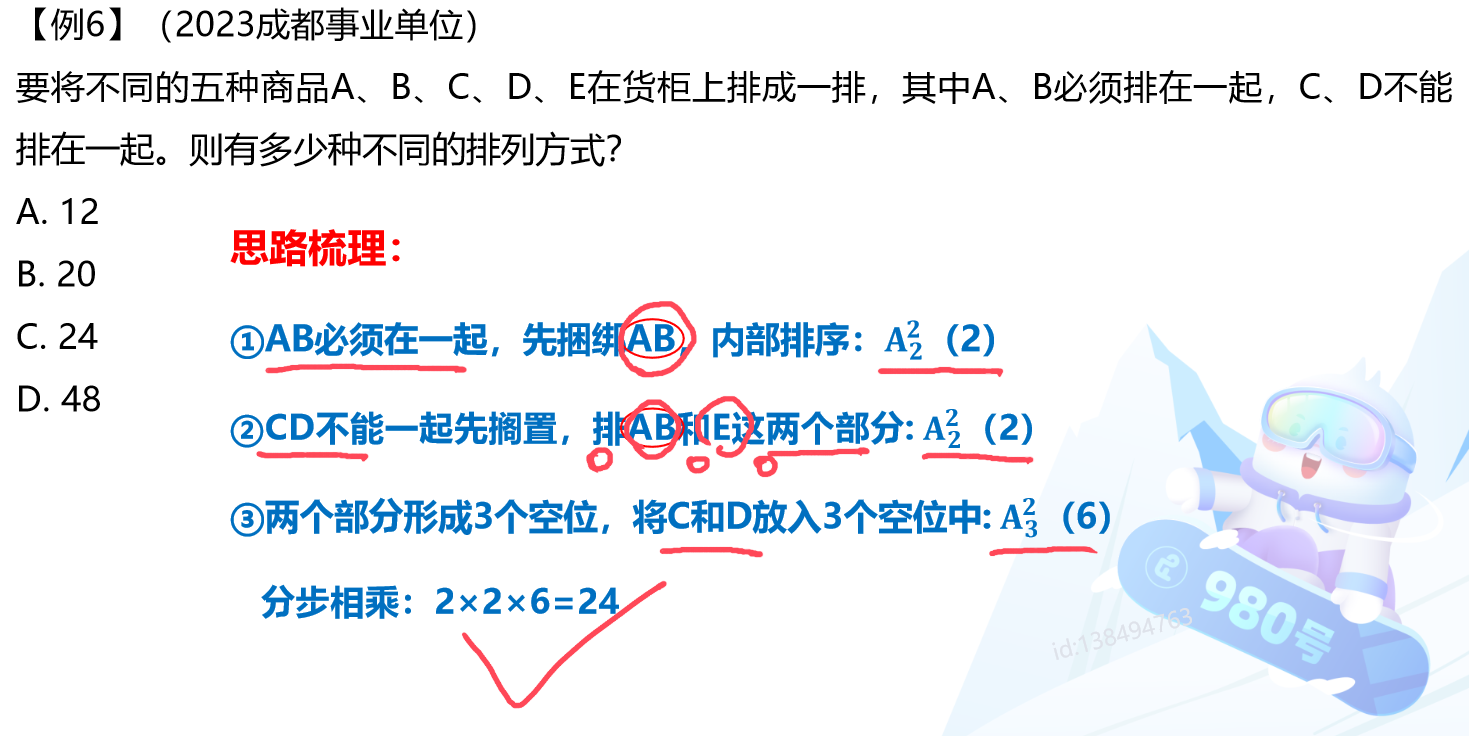 【例6】（2023成都事业单位）
要将不同的五种商品A、B、C、D、E在货柜上排成一排，其中A、B必须排在一起，C、D不能
排在一起。则有多少种不同的排列方式？
A. 12
B. 20
C. 24
D. 48
思路梳理：
①AB必须在一起，先捆绑AB，内部排序：A₂²（2）
②CD不能一起先搁置，排AB和E这两个部分: A₂²（2）
③两个部分形成3个空位，将C和D放入3个空位中: A₃²（6）
分步相乘：2×2×6=24
980号
id:138494763